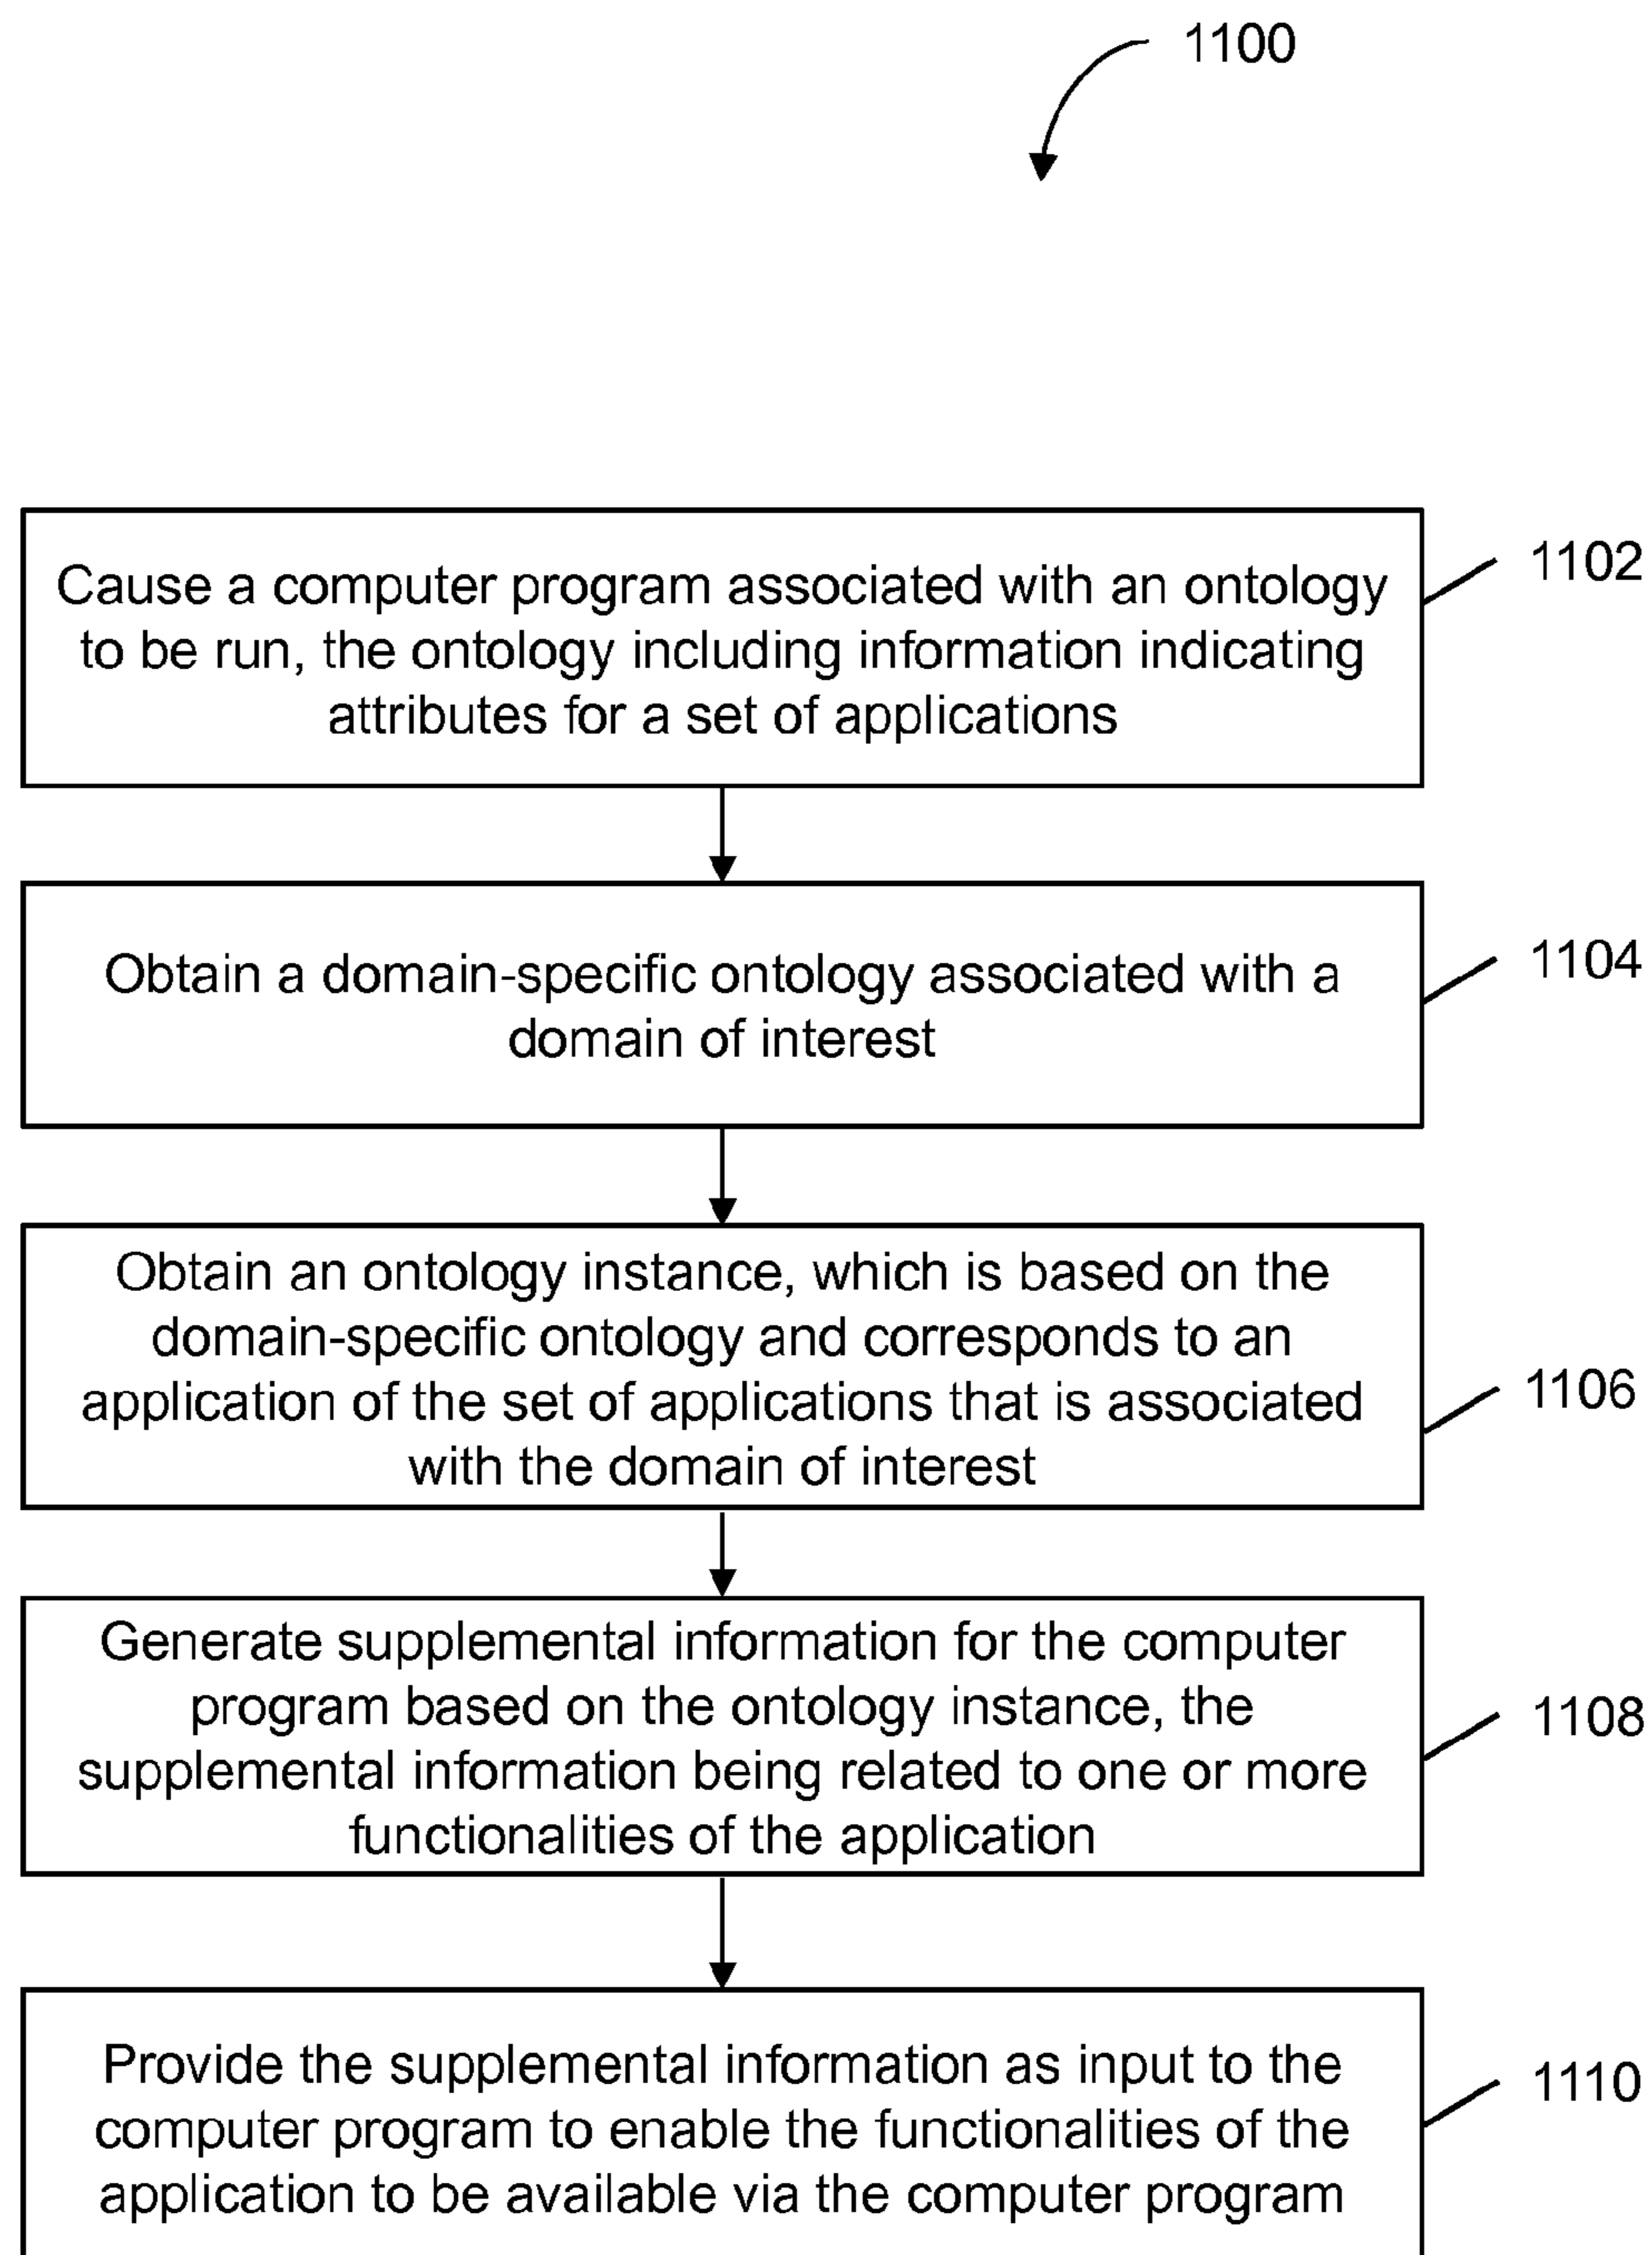 1100
Cause a computer program associated with an ontology
to be run, the ontology including information indicating
attributes for a set of applications
1102
Obtain a domain-specific ontology associated with a
domain of interest
1104
Obtain an ontology instance, which is based on the
domain-specific ontology and corresponds to an
application of the set of applications that is associated
with the domain of interest
1106
Generate supplemental information for the computer
program based on the ontology instance, the
supplemental information being related to one or more
functionalities of the application
1108
Provide the supplemental information as input to the
computer program to enable the functionalities of the
application to be available via the computer program
1110